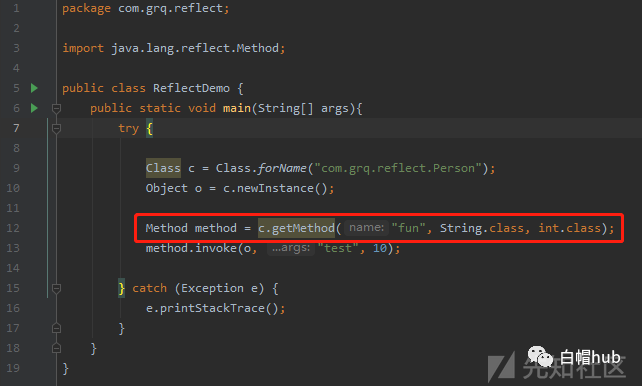 1 package com.grq.reflect;
2
3 import java.lang.reflect.Method;
4
5 public class ReflectDemo {
6 public static void main(String[] args){
7 try {
8
9 Class c = Class.forName("com.grq.reflect.Person");
10 Object o = c.newInstance();
11
12 Method method = c.getMethod( name: "fun", String.class, int.class);
13 method.invoke(o, ...args: "test", 10);
14
15 } catch (Exception e) {
16 e.printStackTrace();
17 }
18 }
19 }
白帽hub
先知社区